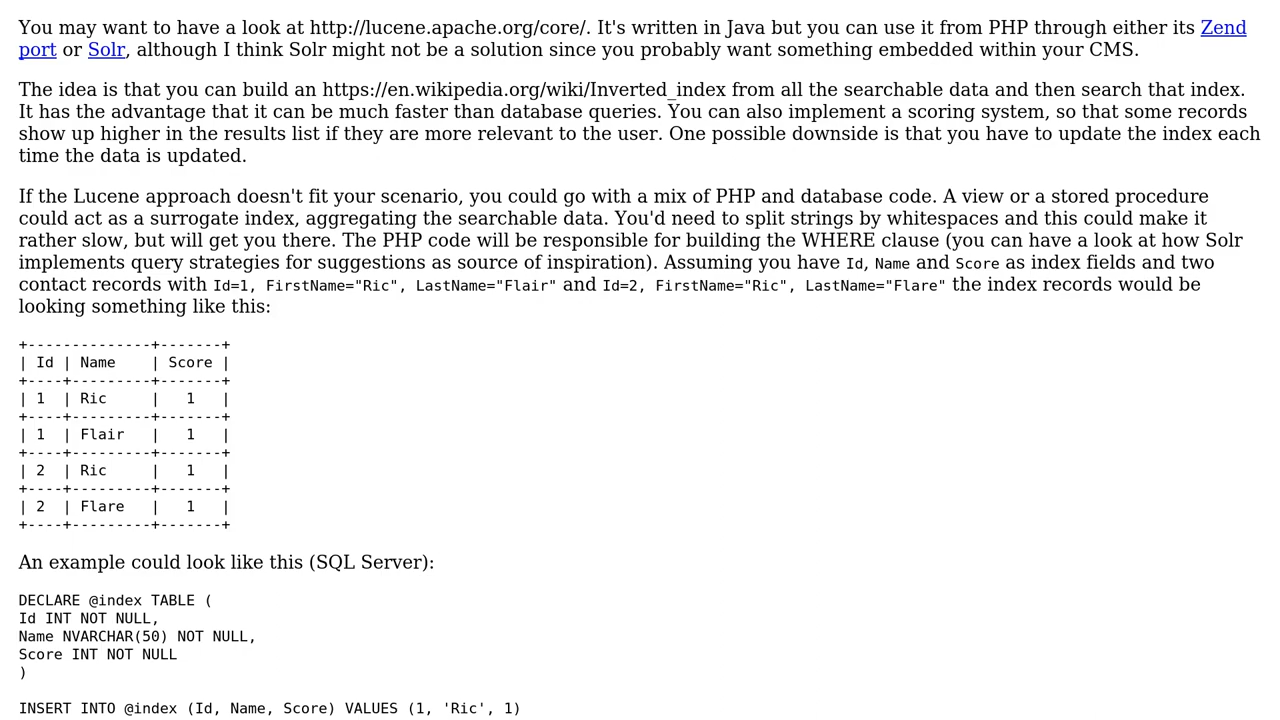 You may want to have a look at http://lucene.apache.org/core/. It's written in Java but you can use it from PHP through either its Zend
port or Solr, although I think Solr might not be a solution since you probably want something embedded within your CMS.
The idea is that you can build an https://en.wikipedia.org/wiki/Inverted_index from all the searchable data and then search that index.
It has the advantage that it can be much faster than database queries. You can also implement a scoring system, so that some records
show up higher in the results list if they are more relevant to the user. One possible downside is that you have to update the index each
time the data is updated.
If the Lucene approach doesn't fit your scenario, you could go with a mix of PHP and database code. A view or a stored procedure
could act as a surrogate index, aggregating the searchable data. You'd need to split strings by whitespaces and this could make it
rather slow, but will get you there. The PHP code will be responsible for building the WHERE clause (you can have a look at how Solr
implements query strategies for suggestions as source of inspiration). Assuming you have Id, Name and Score as index fields and two
contact records with Id=1, FirstName="Ric", LastName="Flair" and Id=2, FirstName="Ric", LastName="Flare" the index records would be
looking something like this:
+--------------+-------+
| Id | Name    | Score |
+----+---------+-------+
| 1  | Ric     |   1   |
+----+---------+-------+
| 1  | Flair   |   1   |
+----+---------+-------+
| 2  | Ric     |   1   |
+----+---------+-------+
| 2  | Flare   |   1   |
+----+---------+-------+
An example could look like this (SQL Server):
DECLARE @index TABLE (
Id INT NOT NULL,
Name NVARCHAR(50) NOT NULL,
Score INT NOT NULL
)
INSERT INTO @index (Id, Name, Score) VALUES (1, 'Ric', 1)